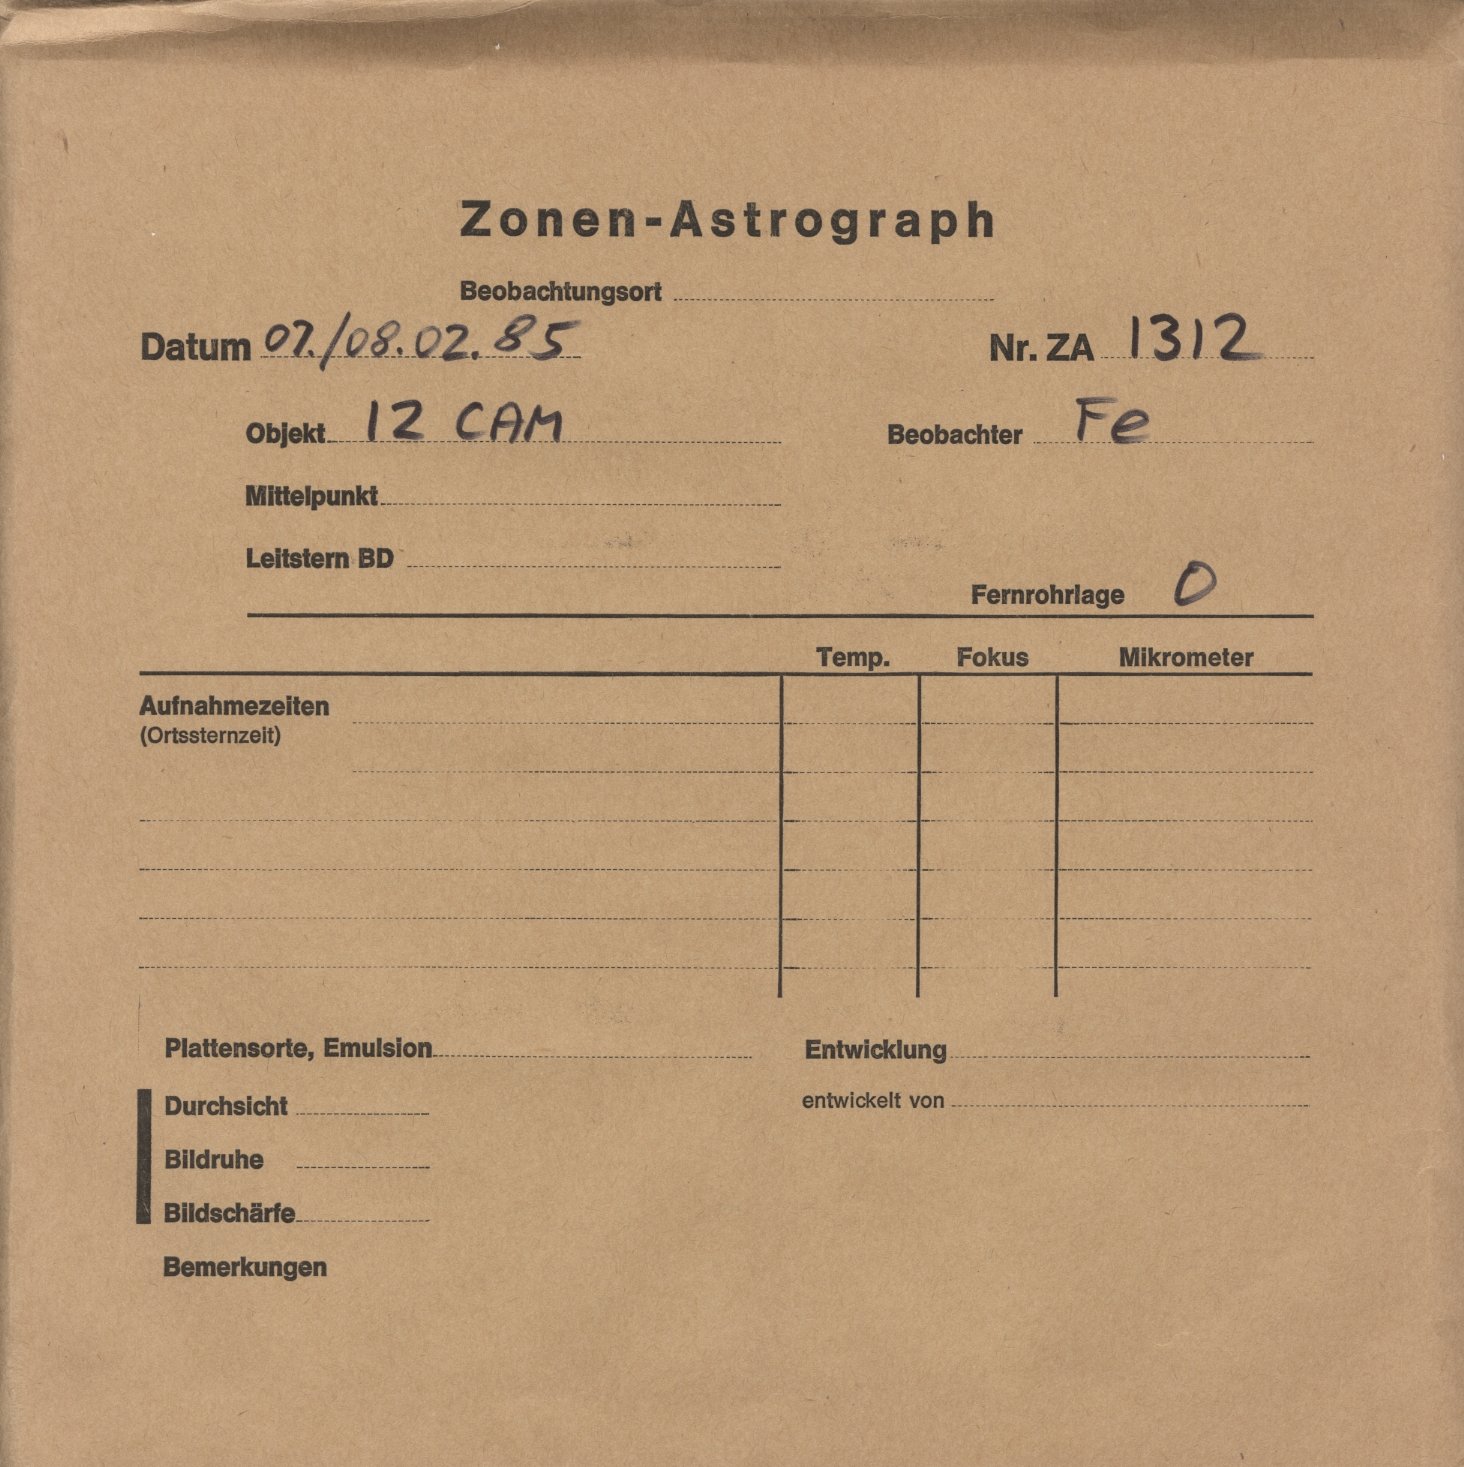 Zonen-Astrograph
Beobachtungsort
Datum 07./08.02.85 Nr. ZA 1312
Objekt 12 CAM Beobachter Fe
Mittelpunkt
Leitstern BD
Fernrohrlage O
Temp. Fokus Mikrometer
Aufnahmezeiten
(Ortssternzeit)
Plattensorte, Emulsion Entwicklung
Durchsicht entwickelt von
Bildruhe
Bildschärfe
Bemerkungen